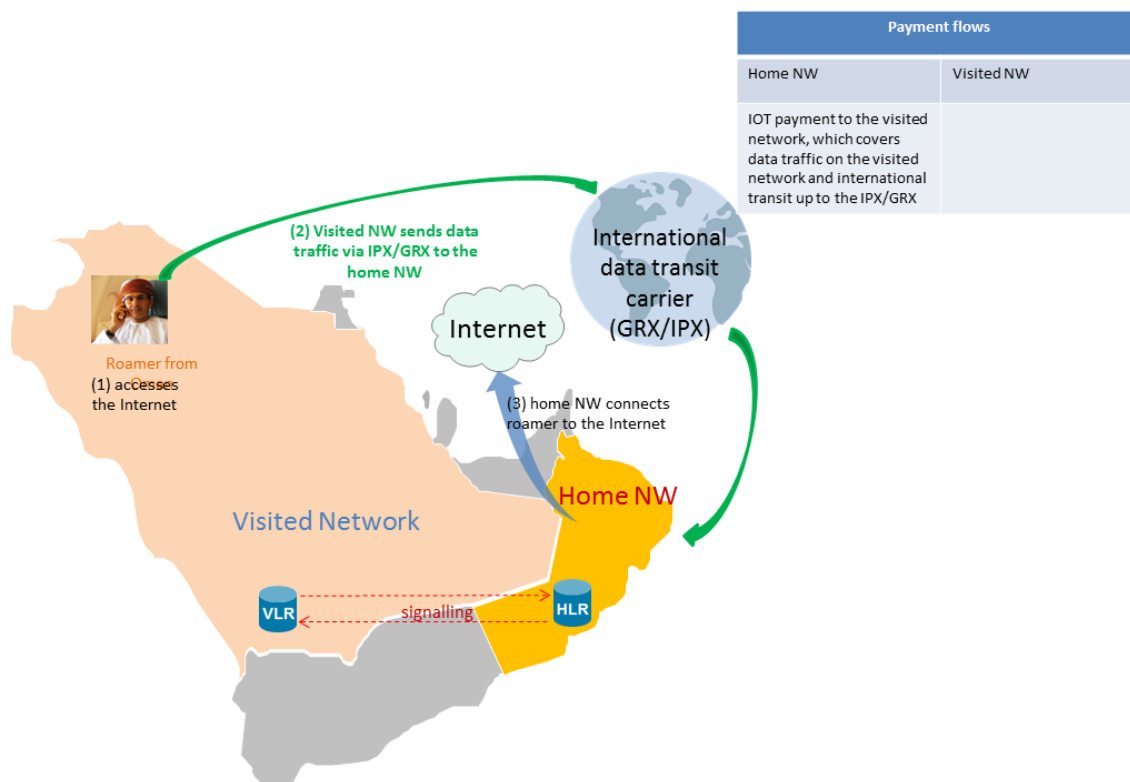 Payment flows
Home NW
Visited NW
IOT payment to the visited
network, which covers
data traffic on the visited
network and international
transit up to the IPX/GRX
(2) Visited NW sends data
traffic via IPX/GRX to the
home NW
International
data transit
carrier
(GRX/IPX)
Internet
Roamer from
Oman
(1) accesses
the Internet
(3) home NW connects
roamer to the Internet
Home NW
Visited Network
VLR
signalling
HLR